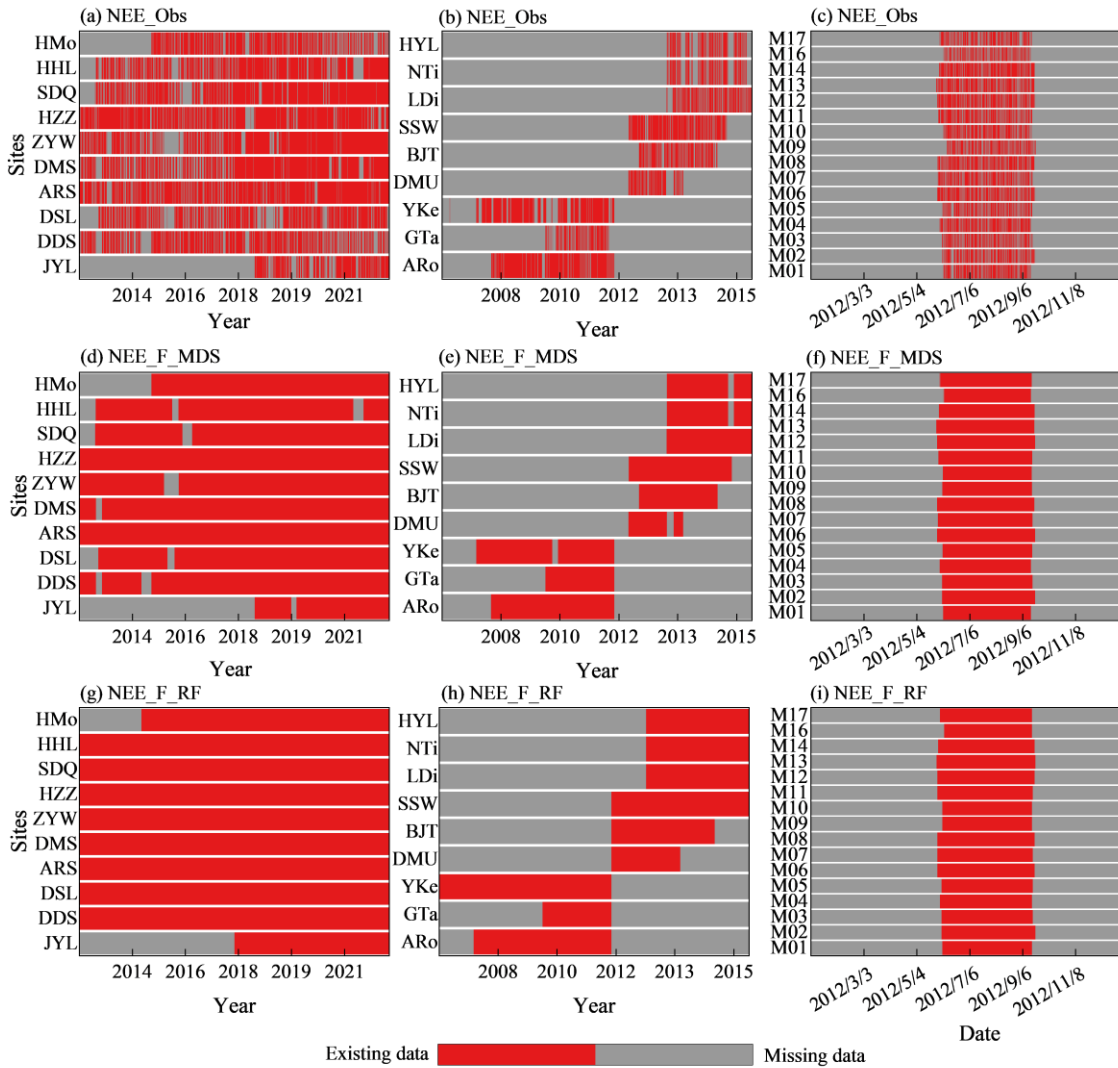 (a) NEE_Obs
HMo
HHL
SDQ
HZZ
ZYW
DMS
ARS
DSL
DDS
JYL
Sites
2014 2016 2018 2019 2021
Year
(b) NEE_Obs
HYL
NTi
LDi
SSW
BJT
DMU
YKe
GTa
ARo
2008 2010 2012 2013 2015
Year
(c) NEE_Obs
M17
M16
M14
M13
M12
M11
M10
M09
M08
M07
M06
M05
M04
M03
M02
M01
2012/3/3 2012/5/4 2012/7/6 2012/9/6 2012/11/8
(d) NEE_F_MDS
HMo
HHL
SDQ
HZZ
ZYW
DMS
ARS
DSL
DDS
JYL
Sites
2014 2016 2018 2019 2021
Year
(e) NEE_F_MDS
HYL
NTi
LDi
SSW
BJT
DMU
YKe
GTa
ARo
2008 2010 2012 2013 2015
Year
(f) NEE_F_MDS
M17
M16
M14
M13
M12
M11
M10
M09
M08
M07
M06
M05
M04
M03
M02
M01
2012/3/3 2012/5/4 2012/7/6 2012/9/6 2012/11/8
(g) NEE_F_RF
HMo
HHL
SDQ
HZZ
ZYW
DMS
ARS
DSL
DDS
JYL
Sites
2014 2016 2018 2019 2021
Year
(h) NEE_F_RF
HYL
NTi
LDi
SSW
BJT
DMU
YKe
GTa
ARo
2008 2010 2012 2013 2015
Year
(i) NEE_F_RF
M17
M16
M14
M13
M12
M11
M10
M09
M08
M07
M06
M05
M04
M03
M02
M01
2012/3/3 2012/5/4 2012/7/6 2012/9/6 2012/11/8
Date
Existing data Missing data